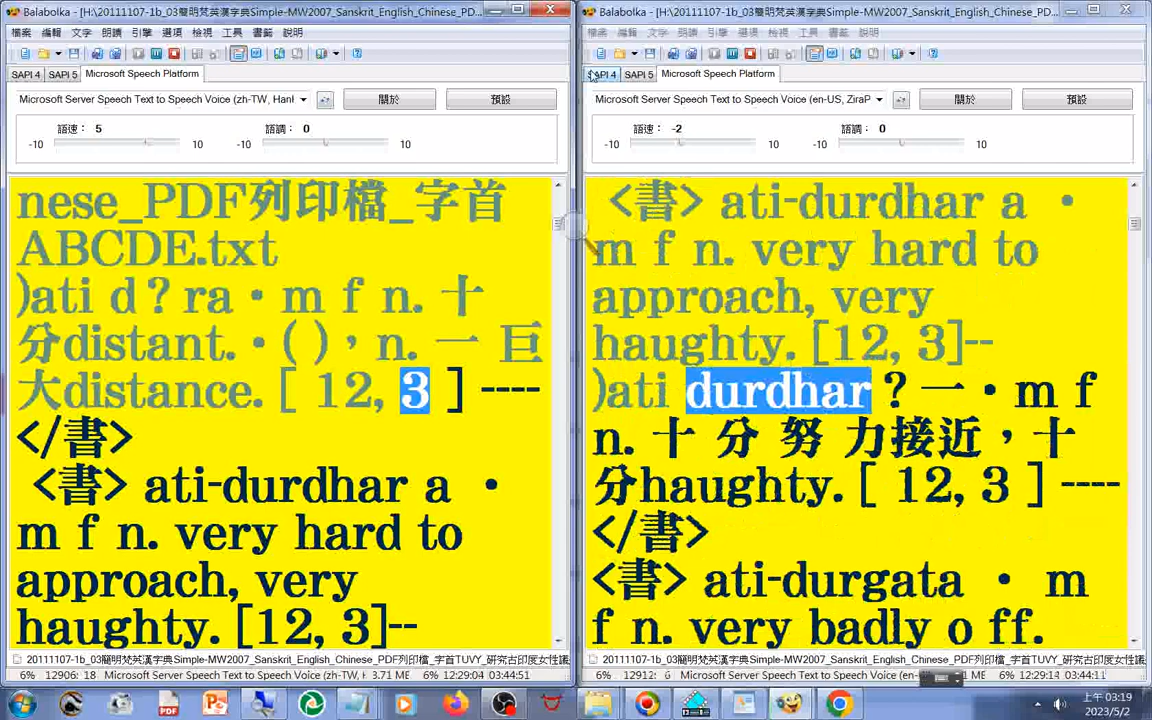 Balabolka - [H:\20111107-1b_03簡明梵英漢字典Simple-MW2007_Sanskrit_English_Chinese_PD...
檔案 編輯 文字 朗讀 引擎 選項 檢視 工具 書籤 說明
SAPI 4 SAPI 5 Microsoft Speech Platform
Microsoft Server Speech Text to Speech Voice (zh-TW, Hanl
關於 預設
語速： 5 語調： 0
-10 10 -10 10
nese_PDF列印檔_字首
ABCDE.txt
)ati d？ra・m f n. 十
分distant.・( )，n. 一 巨
大distance. [ 12, 3 ] ----
</書>
<書> ati-durdhar a ・
m f n. very hard to
approach, very
haughty. [12, 3]--
20111107-1b_03簡明梵英漢字典Simple-MW2007_Sanskrit_English_Chinese_PDF列印檔_字首TUVY_研究古印度女性議
6% 12906: 18 Microsoft Server Speech Text to Speech Voice (zh-TW, H 3.71 ME 6% 12:29:04 03:44:51
Balabolka - [H:\20111107-1b_03簡明梵英漢字典Simple-MW2007_Sanskrit_English_Chinese_PD...
檔案 編輯 文字 朗讀 引擎 選項 檢視 工具 書籤 說明
SAPI 4 SAPI 5 Microsoft Speech Platform
Microsoft Server Speech Text to Speech Voice (en-US, ZiraP
關於 預設
語速： -2 語調： 0
-10 10 -10 10
<書> ati-durdhar a ・
m f n. very hard to
approach, very
haughty. [12, 3]--
)ati durdhar？一・m f
n. 十 分 努 力接近，十
分haughty. [ 12, 3 ] ----
</書>
<書> ati-durgata ・ m
f n. very badly o ff.
20111107-1b_03簡明梵英漢字典Simple-MW2007_Sanskrit_English_Chinese_PDF列印檔_字首TUVY_研究古印度女性議
6% 12912: 6 Microsoft Server Speech Text to Speech Voice (en-U 6% 12:29:14 03:44:11
上午 03:19
2023/5/2